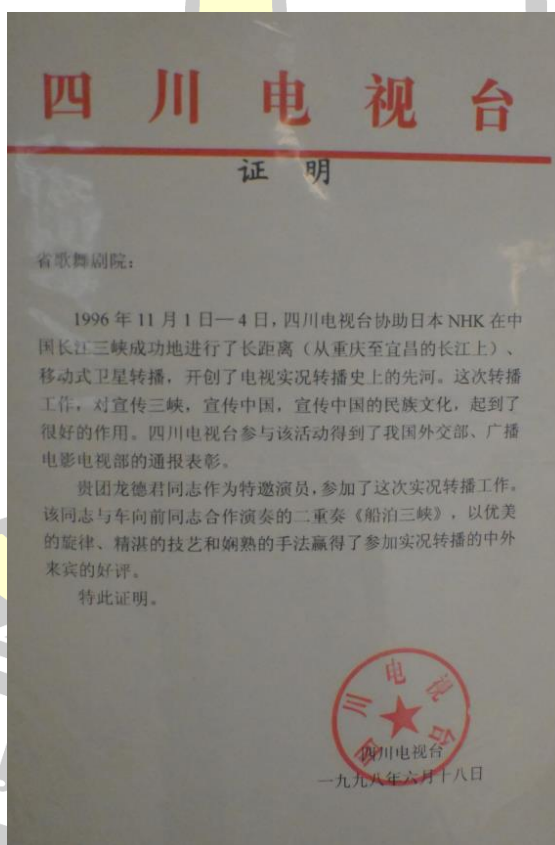 四川电视台
证 明
省歌舞剧院：
1996 年 11 月 1 日— 4 日，四川电视台协助日本 NHK 在中
国长江三峡成功地进行了长距离（从重庆至宜昌的长江上）、
移动式卫星转播，开创了电视实况转播史上的先河。这次转播
工作，对宣传三峡，宣传中国，宣传中国的民族文化，起到了
很好的作用。四川电视台参与该活动得到了我国外交部、广播
电影电视部的通报表彰。
贵团龙德君同志作为特邀演员，参加了这次实况转播工作。
该同志与车向前同志合作演奏的二重奏《船泊三峡》，以优美
的旋律、精湛的技艺和娴熟的手法赢得了参加实况转播的中外
来宾的好评。
特此证明。
四川电视台
四川电视台
一九九八年六月十八日